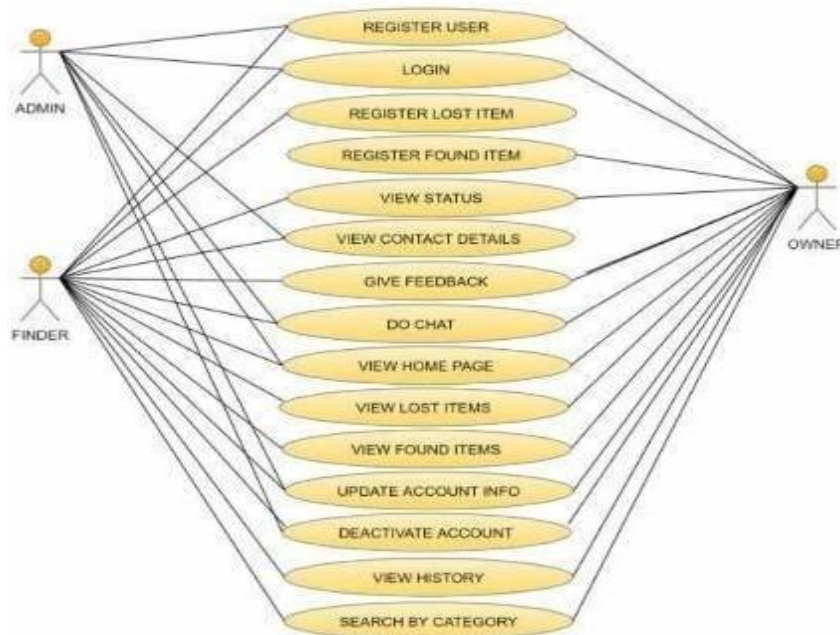 REGISTER USER
LOGIN
ADMIN
REGISTER LOST ITEM
REGISTER FOUND ITEM
VIEW STATUS
VIEW CONTACT DETAILS
OWNER
GIVE FEEDBACK
DO CHAT
FINDER
VIEW HOME PAGE
VIEW LOST ITEMS
VIEW FOUND ITEMS
UPDATE ACCOUNT INFO
DEACTIVATE ACCOUNT
VIEW HISTORY
SEARCH BY CATEGORY